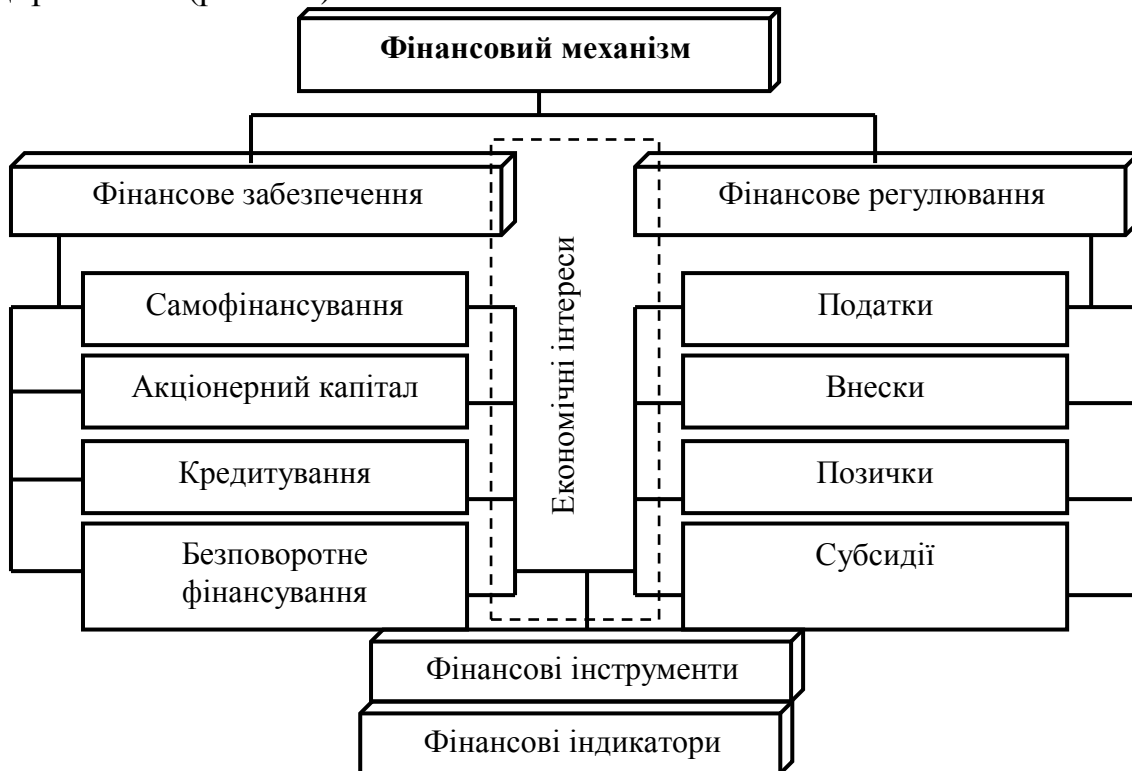 Фінансовий механізм
Фінансове забезпечення
Фінансове регулювання
Економічні інтереси
Самофінансування
Акціонерний капітал
Кредитування
Безповоротне
фінансування
Податки
Внески
Позички
Субсидії
Фінансові інструменти
Фінансові індикатори